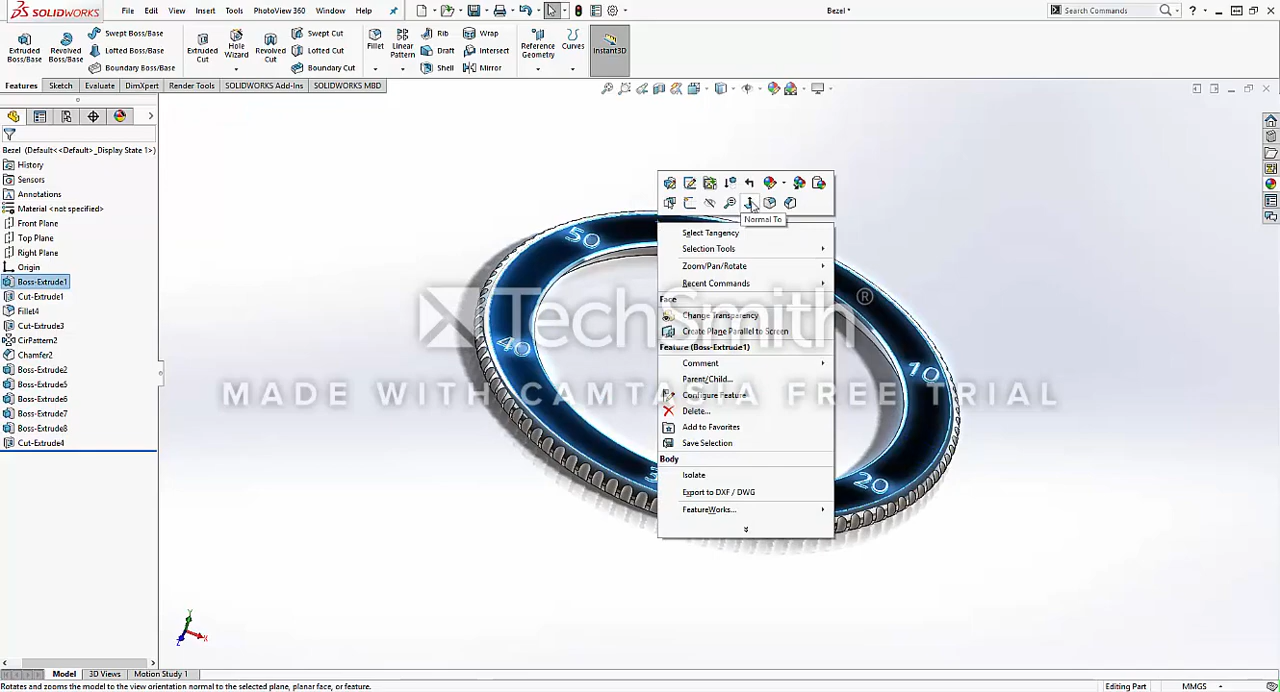 SOLIDWORKS File Edit View Insert Tools PhotoView 360 Window Help Bezel * Search Commands
Extruded Boss/Base
Revolved Boss/Base
Swept Boss/Base
Lofted Boss/Base
Boundary Boss/Base
Extruded Cut
Hole Wizard
Revolved Cut
Swept Cut
Lofted Cut
Boundary Cut
Fillet
Linear Pattern
Rib
Draft
Shell
Wrap
Intersect
Mirror
Reference Geometry
Curves
Instant3D
Features Sketch Evaluate DimXpert Render Tools SOLIDWORKS Add-Ins SOLIDWORKS MBD
Bezel (Default<<Default>_Display State 1>)
History
Sensors
Annotations
Material <not specified>
Front Plane
Top Plane
Right Plane
Origin
Boss-Extrude1
Cut-Extrude1
Fillet4
Cut-Extrude3
CirPattern2
Chamfer2
Boss-Extrude2
Boss-Extrude5
Boss-Extrude6
Boss-Extrude7
Boss-Extrude8
Cut-Extrude4
Normal To
Select Tangency
Selection Tools
Zoom/Pan/Rotate
Recent Commands
Face
Change Transparency
Create Plane Parallel to Screen
Feature (Boss-Extrude1)
Comment
Parent/Child...
Configure Feature
Delete...
Add to Favorites
Save Selection
Body
Isolate
Export to DXF / DWG
FeatureWorks...
50
40
10
20
TechSmith®
MADE WITH CAMTASIA FREE TRIAL
Y
X
Z
Model 3D Views Motion Study 1
Rotates and zooms the model to the view orientation normal to the selected plane, planar face, or feature. Editing Part MMGS